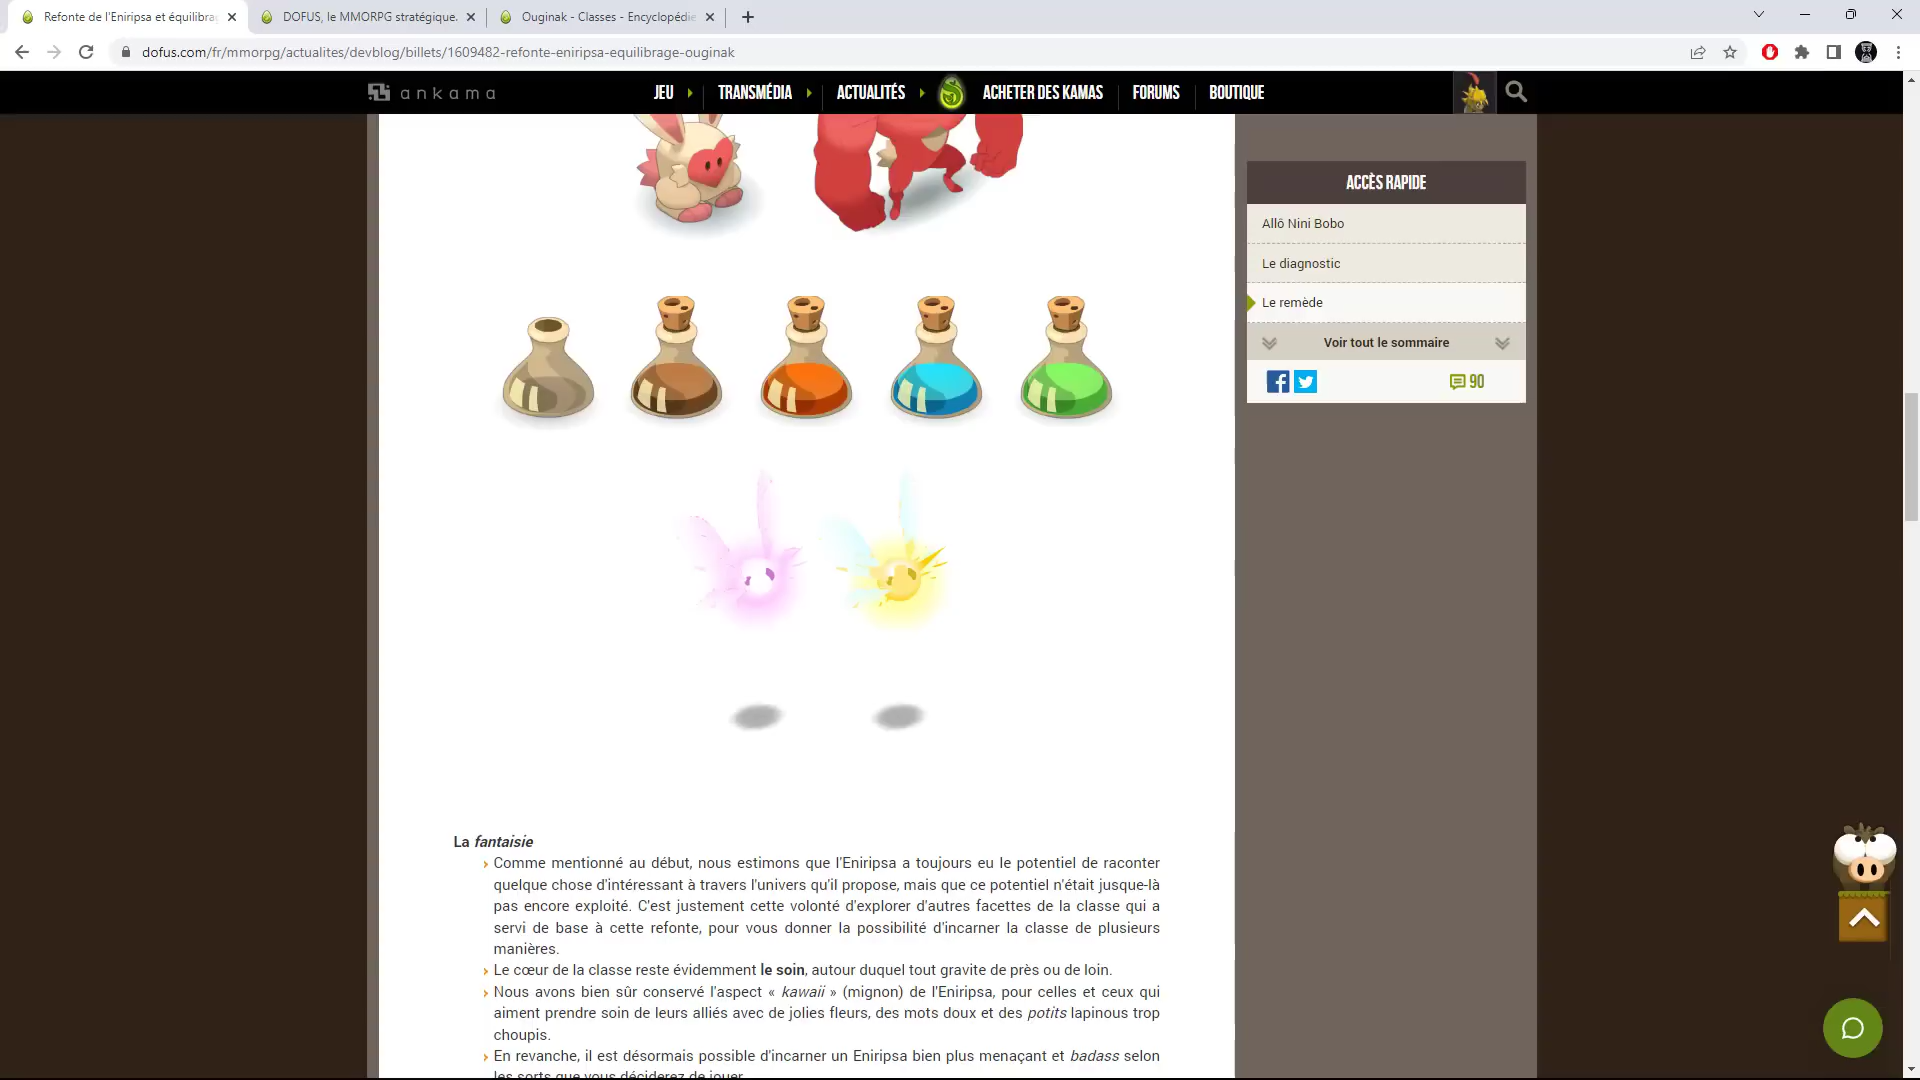 Refonte de l'Eniripsa et équilibra
DOFUS, le MMORPG stratégique.
Ouginak - Classes - Encyclopédie
dofus.com/fr/mmorpg/actualites/devblog/billets/1609482-refonte-eniripsa-equilibrage-ouginak
ankama
JEU
TRANSMÉDIA
ACTUALITÉS
ACHETER DES KAMAS
FORUMS
BOUTIQUE
ACCÈS RAPIDE
Allô Nini Bobo
Le diagnostic
Le remède
Voir tout le sommaire
90
La fantaisie
Comme mentionné au début, nous estimons que l'Eniripsa a toujours eu le potentiel de raconter
quelque chose d'intéressant à travers l'univers qu'il propose, mais que ce potentiel n'était jusque-là
pas encore exploité. C'est justement cette volonté d'explorer d'autres facettes de la classe qui a
servi de base à cette refonte, pour vous donner la possibilité d'incarner la classe de plusieurs
manières.
Le cœur de la classe reste évidemment le soin, autour duquel tout gravite de près ou de loin.
Nous avons bien sûr conservé l'aspect « kawaii » (mignon) de l'Eniripsa, pour celles et ceux qui
aiment prendre soin de leurs alliés avec de jolies fleurs, des mots doux et des potits lapinous trop
choupis.
En revanche, il est désormais possible d'incarner un Eniripsa bien plus menaçant et badass selon
les sorts que vous déciderez de jouer